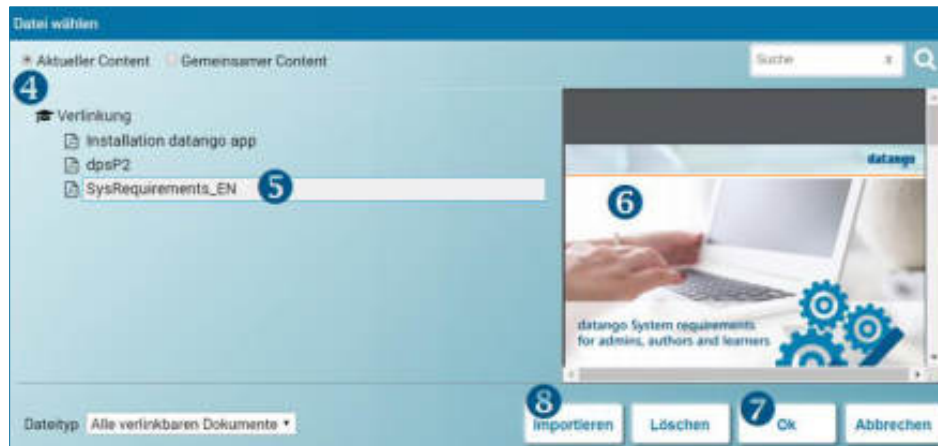 Datei wählen
Aktueller Content Gemeinsamer Content Suche x
4
Verlinkung
Installation datango app
dpsP2
SysRequirements_EN 5
datango
6
datango System requirements
for admins, authors and learners
8 7
Dateityp Alle verlinkbaren Dokumente Importieren Löschen Ok Abbrechen